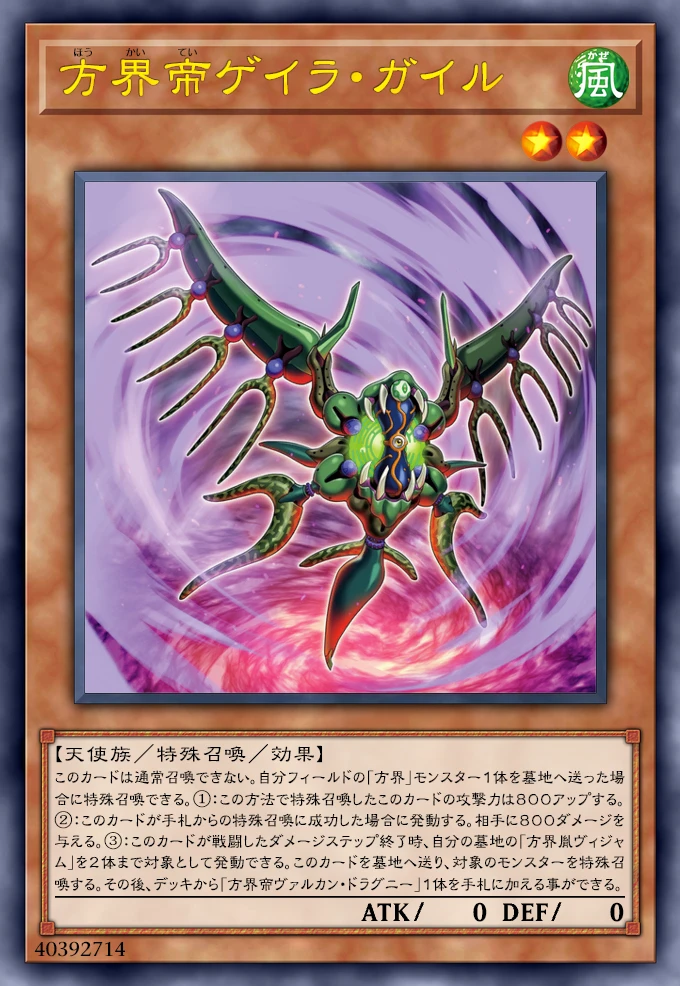 ほう かい てい
方界帝ゲイラ・ガイル
かぜ
風
【天使族／特殊召喚／効果】
このカードは通常召喚できない。自分フィールドの「方界」モンスター1体を墓地へ送った場
合に特殊召喚できる。①：この方法で特殊召喚したこのカードの攻撃力は８００アップする。
②：このカードが手札からの特殊召喚に成功した場合に発動する。相手に８００ダメージを
与える。③：このカードが戦闘したダメージステップ終了時、自分の墓地の「方界胤ヴィジャ
ム」を2体まで対象として発動できる。このカードを墓地へ送り、対象のモンスターを特殊召
喚する。その後、デッキから「方界帝ヴァルカン・ドラグニー」1体を手札に加える事ができる。
ATK/ 0 DEF/ 0
40392714